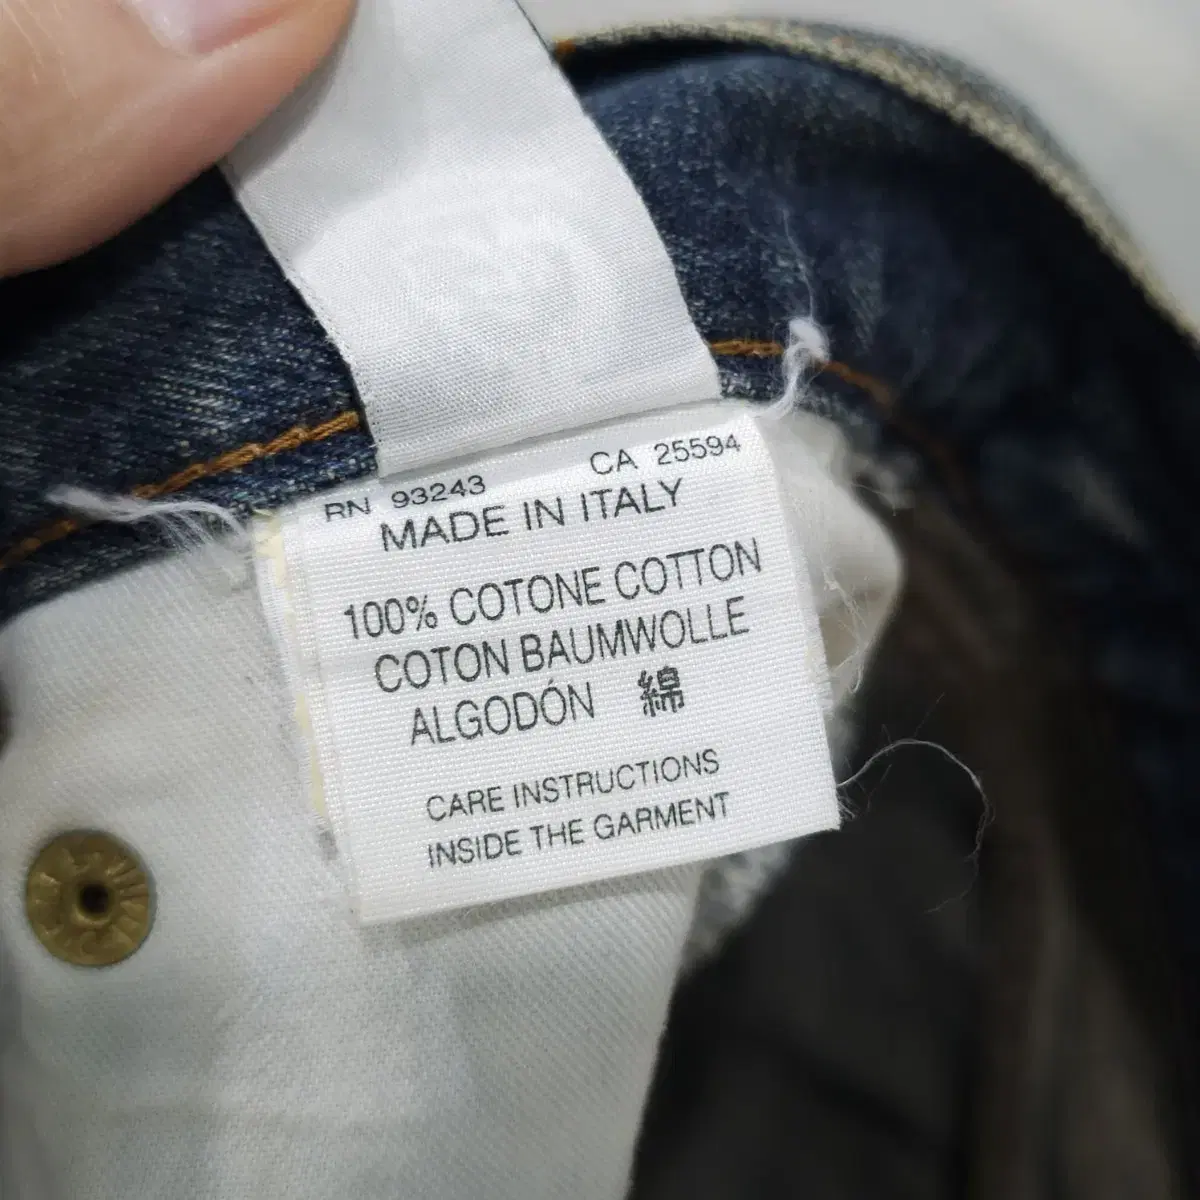 RN 93243 CA 25594
MADE IN ITALY
100% COTONE COTTON
COTON BAUMWOLLE
ALGODÓN 綿
CARE INSTRUCTIONS
INSIDE THE GARMENT